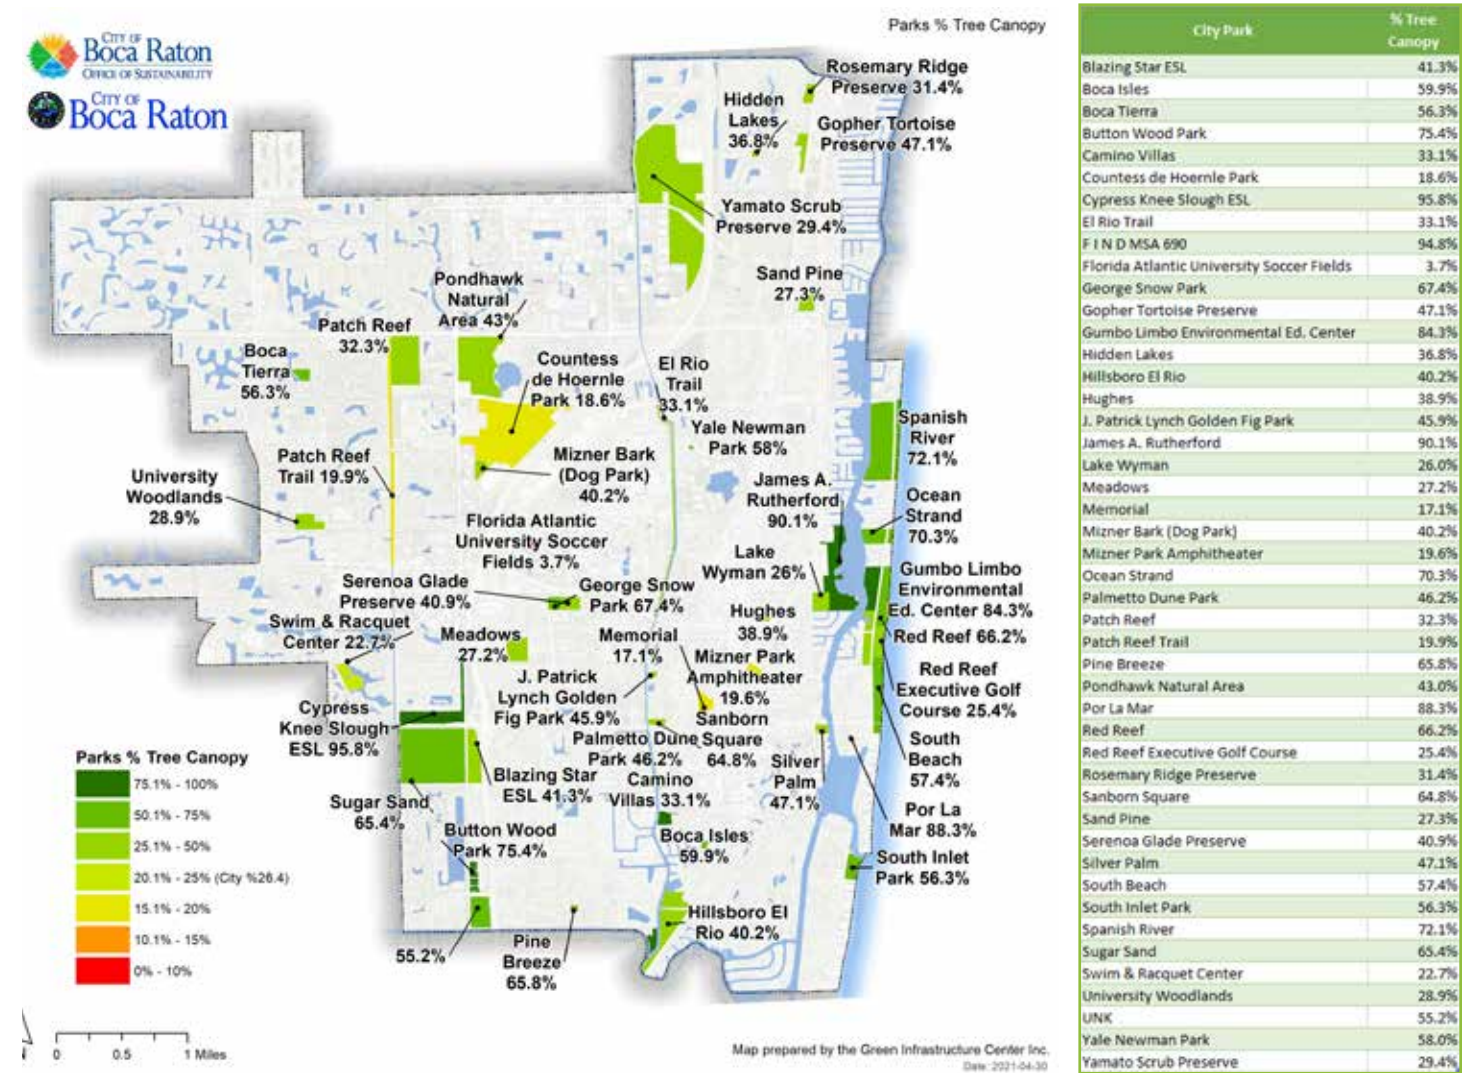 Parks % Tree Canopy
CITY OF
Boca Raton
OFFICE OF SUSTAINABILITY
CITY OF
Boca Raton
Rosemary Ridge
Preserve 31.4%
Hidden
Lakes
36.8%
Gopher Tortoise
Preserve 47.1%
Yamato Scrub
Preserve 29.4%
Sand Pine
27.3%
Pondhawk
Natural
Area 43%
Patch Reef
32.3%
Boca
Tierra
56.3%
Countess
de Hoernle
Park 18.6%
El Rio
Trail
33.1%
Yale Newman
Park 58%
Spanish
River
72.1%
Patch Reef
Trail 19.9%
Mizner Bark
(Dog Park)
40.2%
University
Woodlands
28.9%
James A.
Rutherford
90.1%
Ocean
Strand
70.3%
Florida Atlantic
University Soccer
Fields 3.7%
Lake
Wyman 26%
Gumbo Limbo
Environmental
Ed. Center 84.3%
Serenoa Glade
Preserve 40.9%
George Snow
Park 67.4%
Hughes
38.9%
Red Reef 66.2%
Swim & Racquet
Center 22.7%
Meadows
27.2%
Memorial
17.1%
Mizner Park
Amphitheater
19.6%
Red Reef
Executive Golf
Course 25.4%
J. Patrick
Lynch Golden
Fig Park 45.9%
Cypress
Knee Slough
ESL 95.8%
Sanborn
Square
64.8%
Palmetto Dune
Park 46.2%
South
Beach
57.4%
Silver
Palm
47.1%
Blazing Star
ESL 41.3%
Camino
Villas 33.1%
Sugar Sand
65.4%
Por La
Mar 88.3%
Button Wood
Park 75.4%
Boca Isles
59.9%
South Inlet
Park 56.3%
Hillsboro El
Rio 40.2%
55.2%
Pine
Breeze
65.8%
Parks % Tree Canopy
75.1% - 100%
50.1% - 75%
25.1% - 50%
20.1% - 25% (City %26.4)
15.1% - 20%
10.1% - 15%
0% - 10%
0 0.5 1 Miles
Map prepared by the Green Infrastructure Center Inc.
Date: 2021-04-30
City Park % Tree Canopy
Blazing Star ESL 41.3%
Boca Isles 59.9%
Boca Tierra 56.3%
Button Wood Park 75.4%
Camino Villas 33.1%
Countess de Hoernle Park 18.6%
Cypress Knee Slough ESL 95.8%
El Rio Trail 33.1%
F I N D MSA 690 94.8%
Florida Atlantic University Soccer Fields 3.7%
George Snow Park 67.4%
Gopher Tortoise Preserve 47.1%
Gumbo Limbo Environmental Ed. Center 84.3%
Hidden Lakes 36.8%
Hillsboro El Rio 40.2%
Hughes 38.9%
J. Patrick Lynch Golden Fig Park 45.9%
James A. Rutherford 90.1%
Lake Wyman 26.0%
Meadows 27.2%
Memorial 17.1%
Mizner Bark (Dog Park) 40.2%
Mizner Park Amphitheater 19.6%
Ocean Strand 70.3%
Palmetto Dune Park 46.2%
Patch Reef 32.3%
Patch Reef Trail 19.9%
Pine Breeze 65.8%
Pondhawk Natural Area 43.0%
Por La Mar 88.3%
Red Reef 66.2%
Red Reef Executive Golf Course 25.4%
Rosemary Ridge Preserve 31.4%
Sanborn Square 64.8%
Sand Pine 27.3%
Serenoa Glade Preserve 40.9%
Silver Palm 47.1%
South Beach 57.4%
South Inlet Park 56.3%
Spanish River 72.1%
Sugar Sand 65.4%
Swim & Racquet Center 22.7%
University Woodlands 28.9%
UNK 55.2%
Yale Newman Park 58.0%
Yamato Scrub Preserve 29.4%